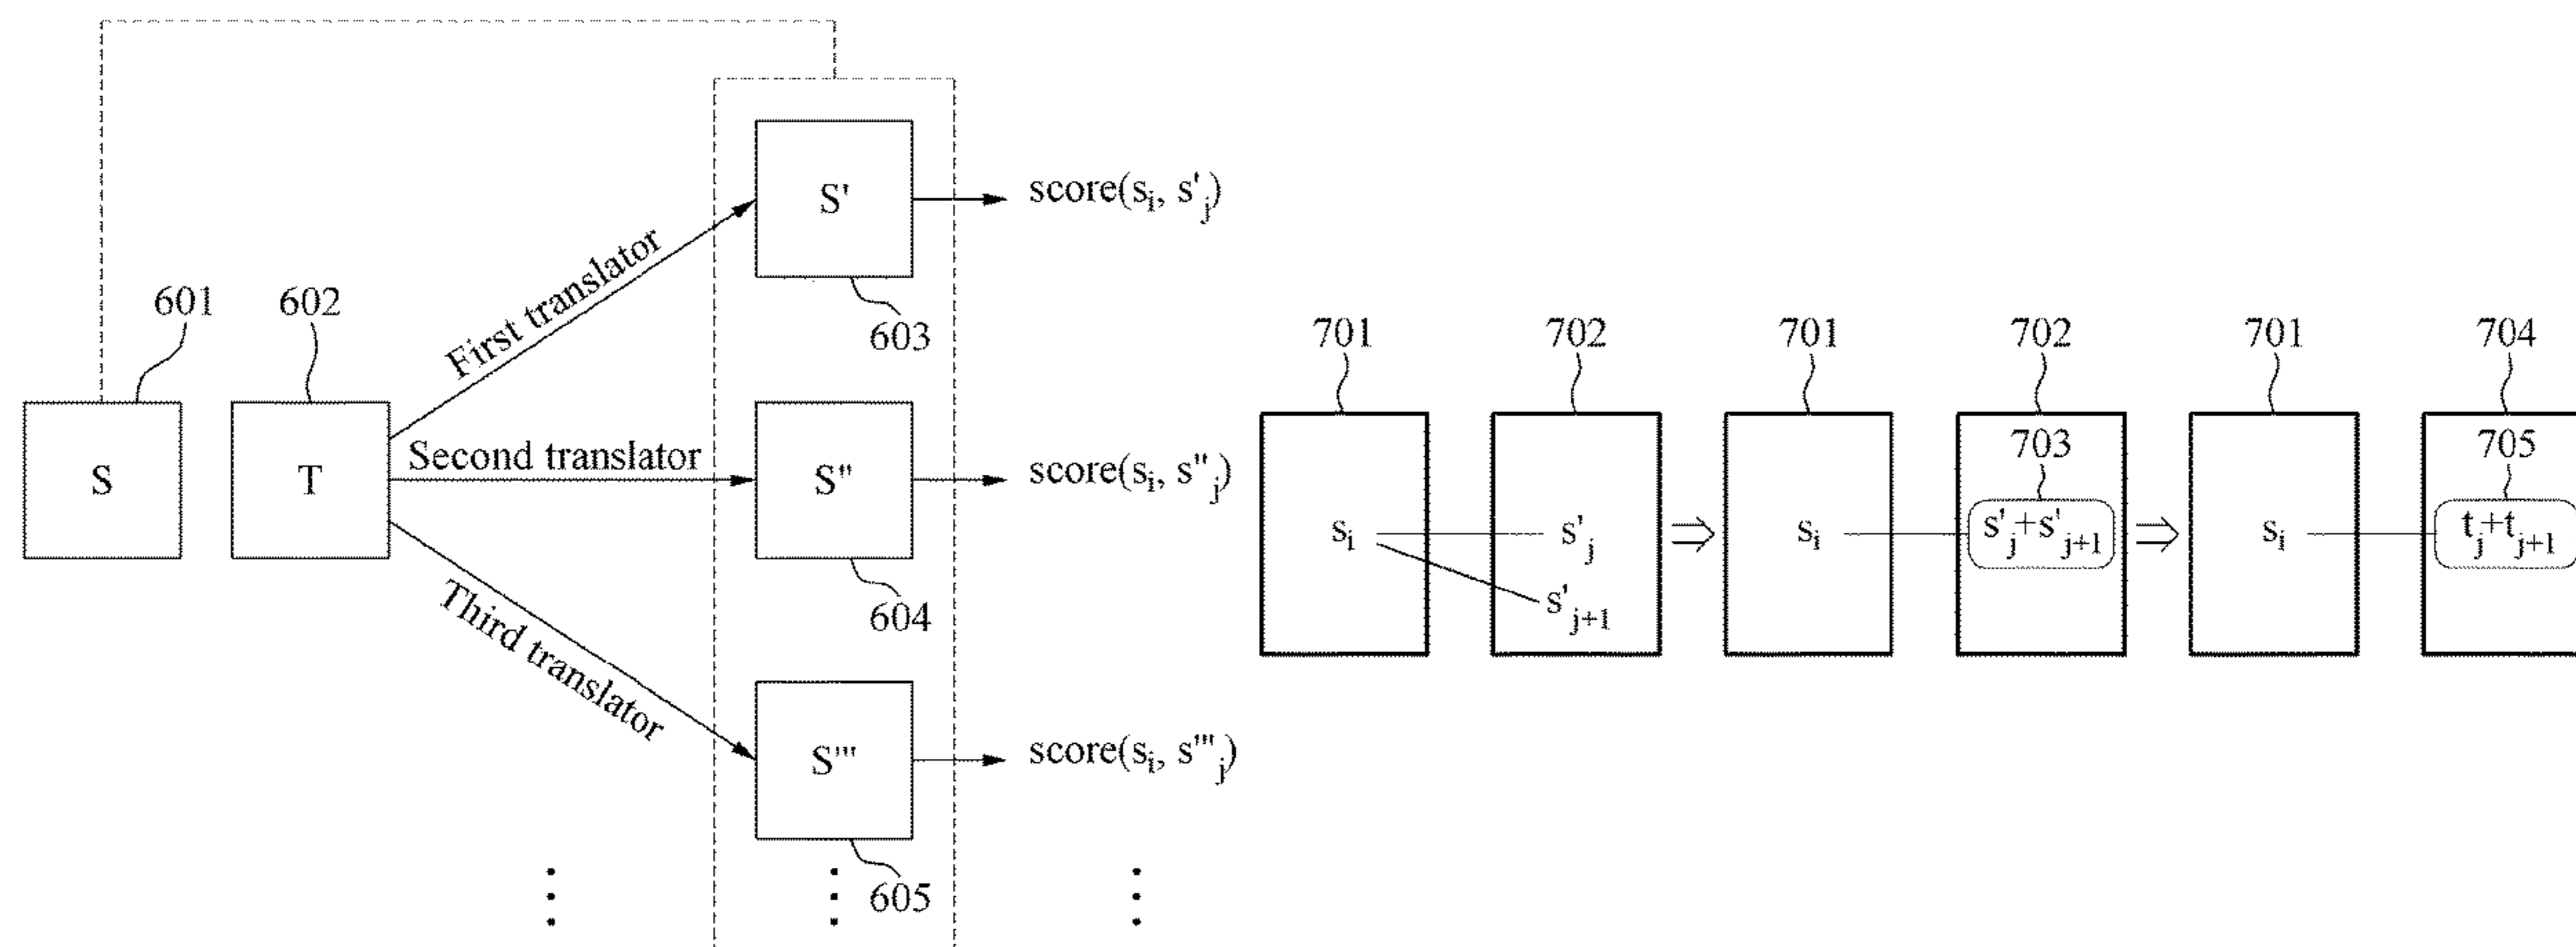 601
602
S
T
First translator
Second translator
Third translator
S'
603
S''
604
S'''
605
score(sᵢ, s'ⱼ)
score(sᵢ, s''ⱼ)
score(sᵢ, s'''ⱼ)
701
702
701
702
701
704
703
705
sᵢ
s'ⱼ
s'ⱼ₊₁
⇒
sᵢ
s'ⱼ+s'ⱼ₊₁
⇒
sᵢ
tⱼ+tⱼ₊₁